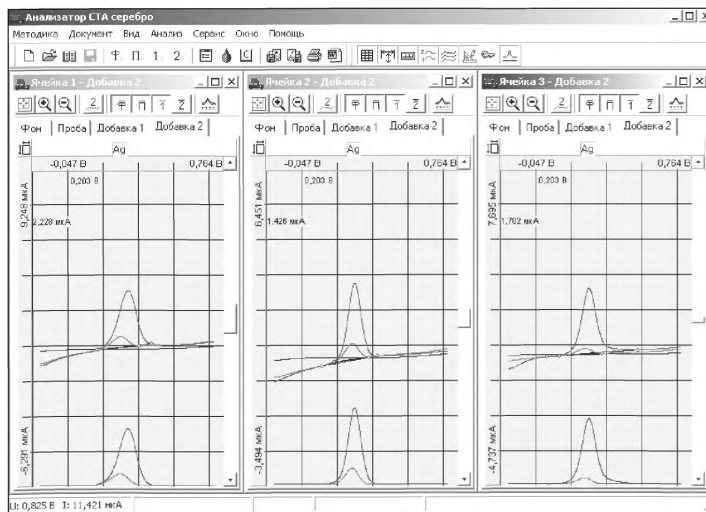 Анализатор СТА серебро
Методика Документ Вид Анализ Сервис Окно Помощь
Ячейка 1 - Добавка 2
Фон Проба Добавка 1 Добавка 2
Ag
-0,047 В 0,764 В
0,203 В
9,248 мкА
2,228 мкА
-6,291 мкА
Ячейка 2 - Добавка 2
Фон Проба Добавка 1 Добавка 2
Ag
-0,047 В 0,764 В
0,203 В
6,451 мкА
1,426 мкА
-3,494 мкА
Ячейка 3 - Добавка 2
Фон Проба Добавка 1 Добавка 2
Ag
-0,047 В 0,764 В
0,203 В
7,695 мкА
1,782 мкА
-4,737 мкА
U: 0,825 В I: 11,421 мкА